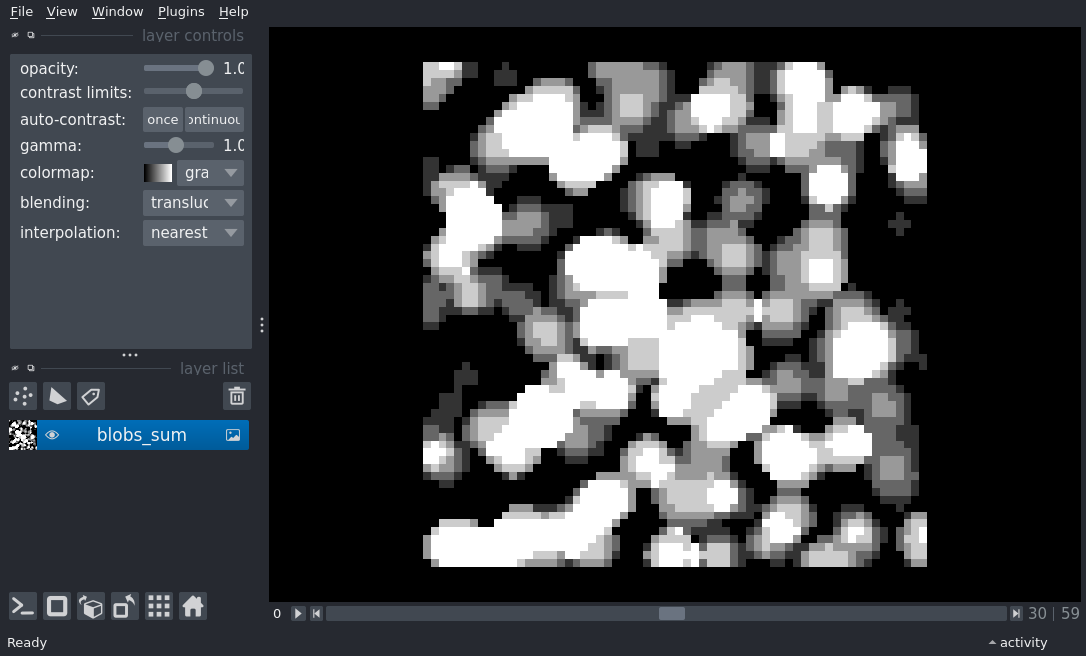 File View Window Plugins Help
layer controls
opacity: 1.0
contrast limits:
auto-contrast: once ontinuou
gamma: 1.0
colormap: gra
blending: transluc
interpolation: nearest
layer list
blobs_sum
0 30 | 59
Ready activity